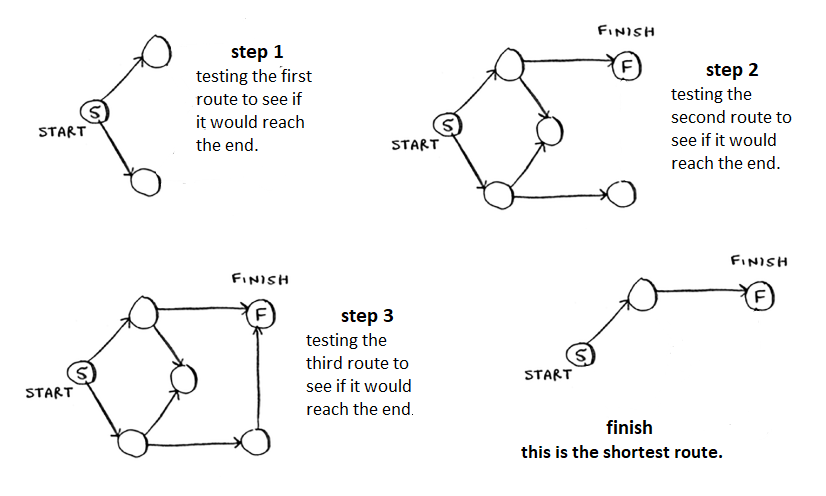 step 1
testing the first
route to see if
it would reach
the end.
S
START
FINISH
F
step 2
testing the
second route to
see if it would
reach the end.
S
START
FINISH
F
step 3
testing the
third route to
see if it would
reach the end.
S
START
FINISH
F
S
START
finish
this is the shortest route.